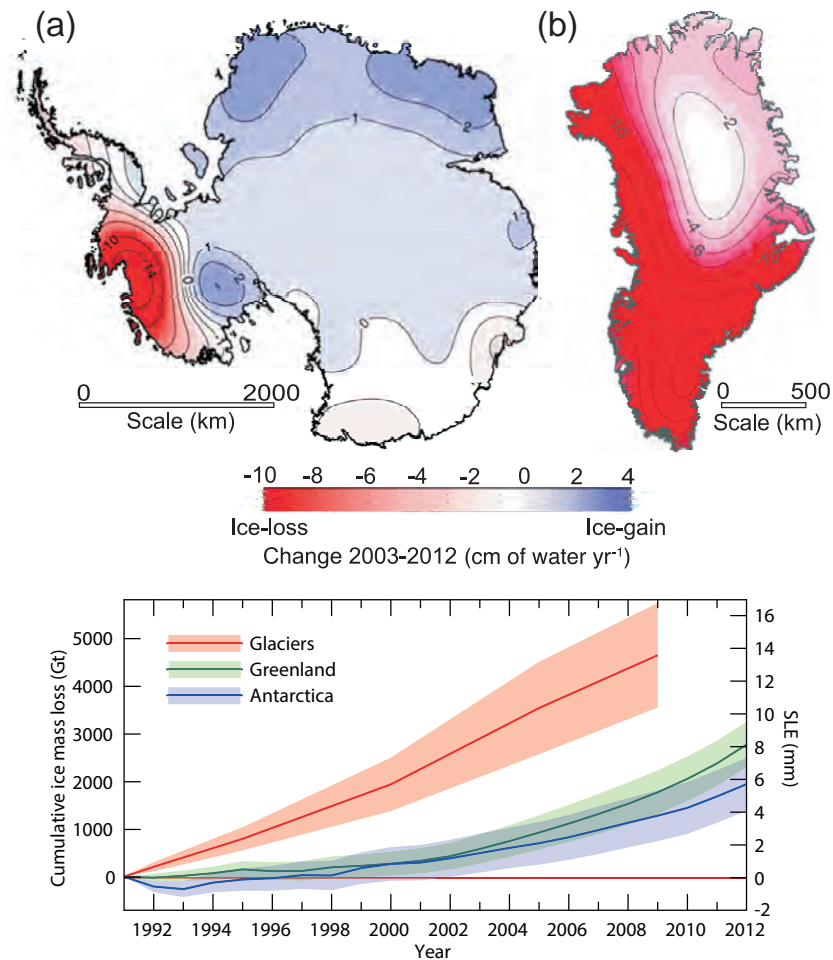 (a)
(b)
1
2
-10
-2
-10
-14
0
1
2
1
-4
-6
-10
0
0 2000
Scale (km)
0 500
Scale (km)
-10 -8 -6 -4 -2 0 2 4
Ice-loss Ice-gain
Change 2003-2012 (cm of water yr⁻¹)
Glaciers
Greenland
Antarctica
5000
4000
3000
2000
1000
0
Cumulative ice mass loss (Gt)
16
14
12
10
8
6
4
2
0
-2
SLE (mm)
1992 1994 1996 1998 2000 2002 2004 2006 2008 2010 2012
Year